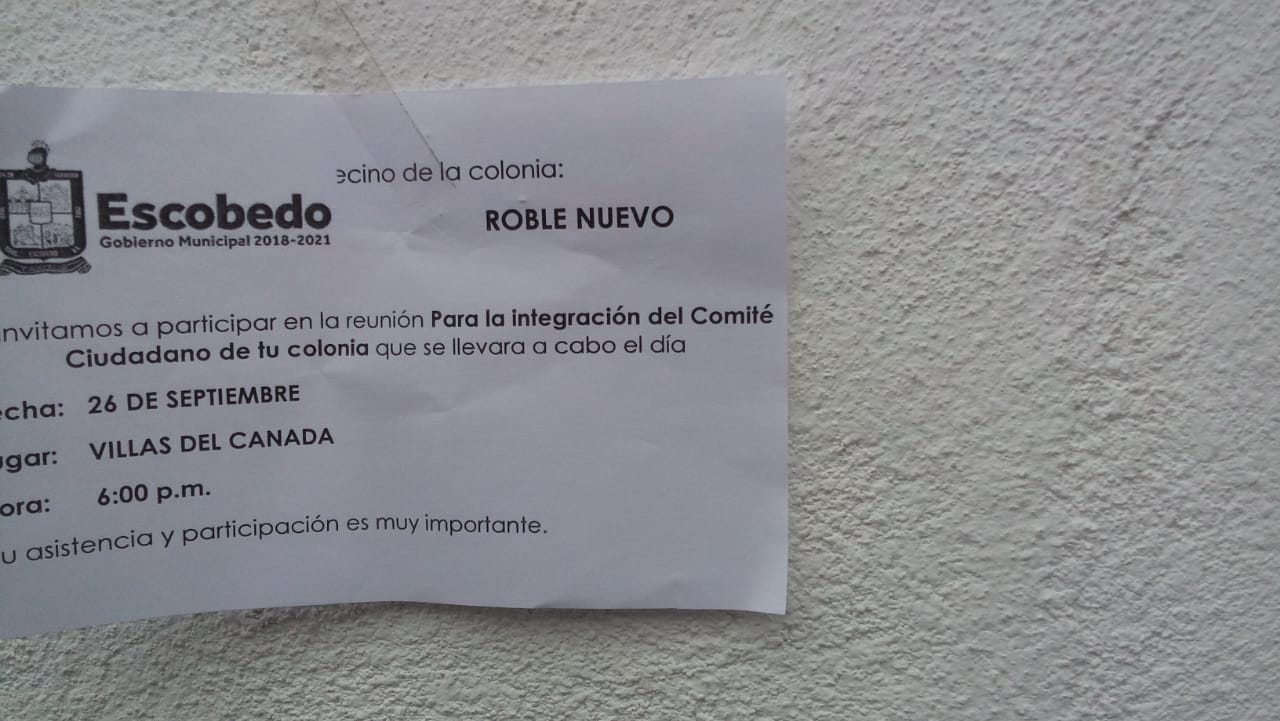 ecino de la colonia:
Escobedo
Gobierno Municipal 2018-2021
ROBLE NUEVO
invitamos a participar en la reunión Para la integración del Comité
Ciudadano de tu colonia que se llevara a cabo el día
echa: 26 DE SEPTIEMBRE
ugar: VILLAS DEL CANADA
ora: 6:00 p.m.
u asistencia y participación es muy importante.